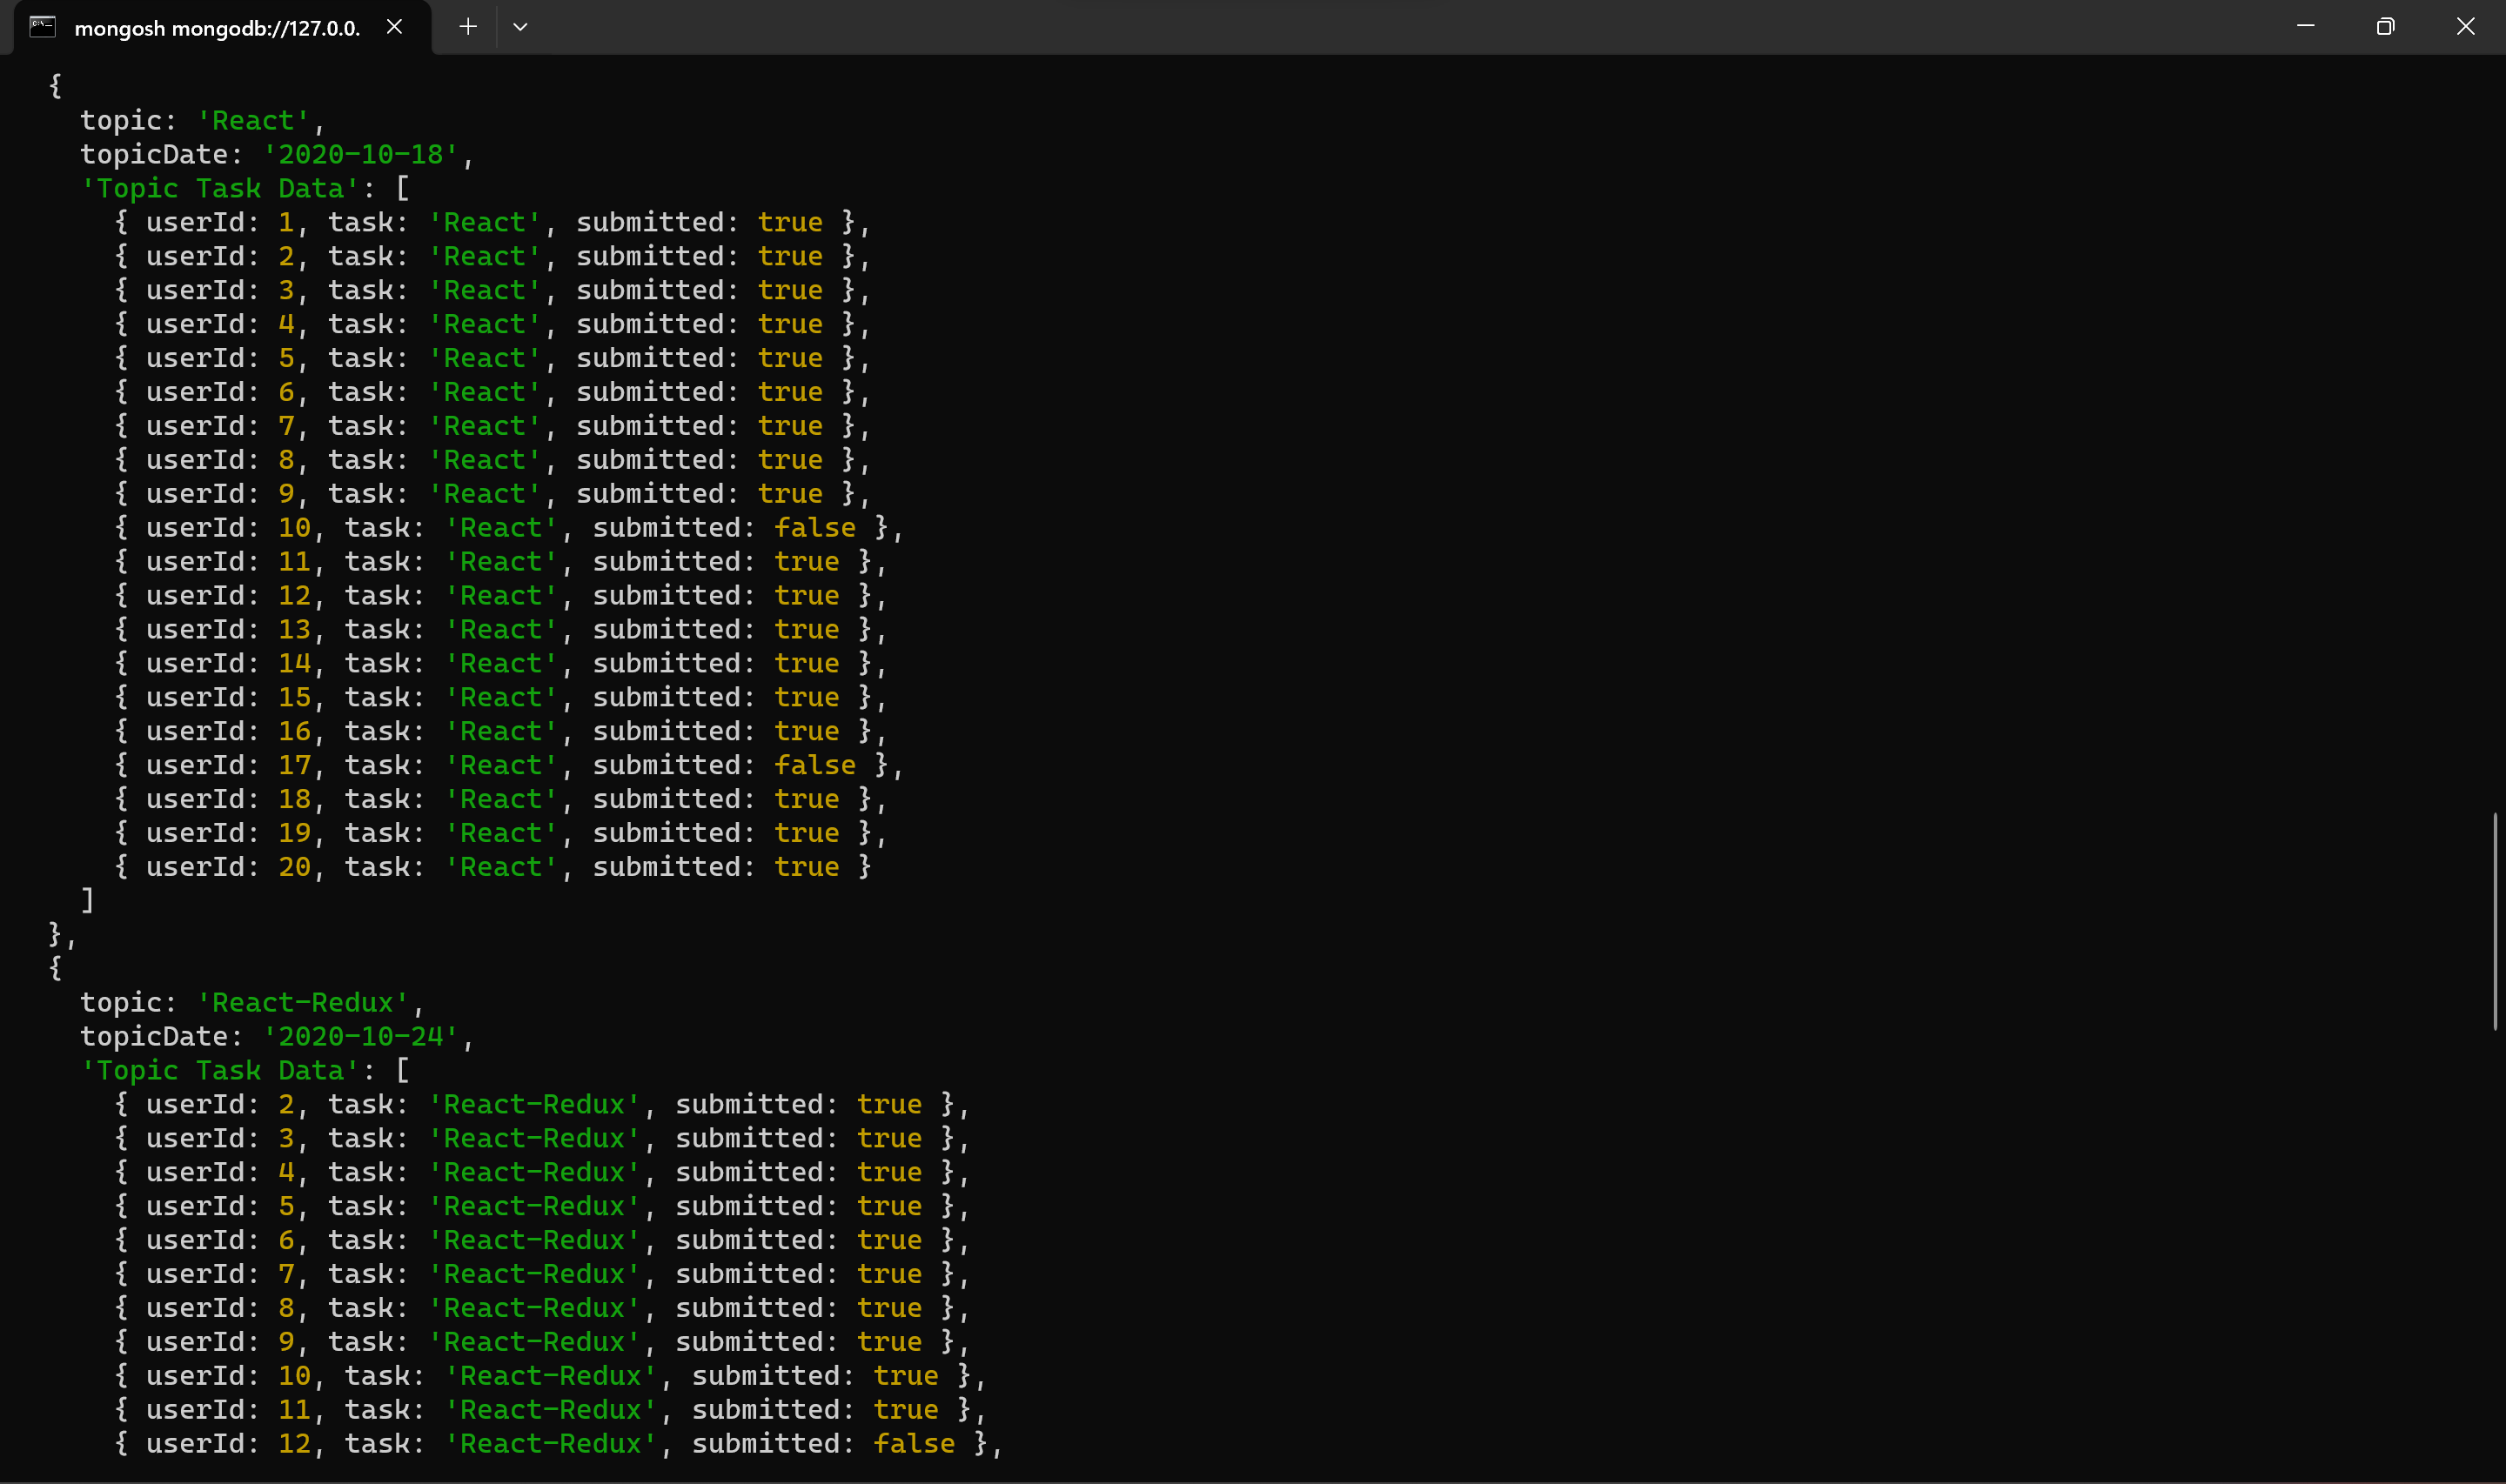 mongosh mongodb://127.0.0.
{
topic: 'React',
topicDate: '2020-10-18',
'Topic Task Data': [
{ userId: 1, task: 'React', submitted: true },
{ userId: 2, task: 'React', submitted: true },
{ userId: 3, task: 'React', submitted: true },
{ userId: 4, task: 'React', submitted: true },
{ userId: 5, task: 'React', submitted: true },
{ userId: 6, task: 'React', submitted: true },
{ userId: 7, task: 'React', submitted: true },
{ userId: 8, task: 'React', submitted: true },
{ userId: 9, task: 'React', submitted: true },
{ userId: 10, task: 'React', submitted: false },
{ userId: 11, task: 'React', submitted: true },
{ userId: 12, task: 'React', submitted: true },
{ userId: 13, task: 'React', submitted: true },
{ userId: 14, task: 'React', submitted: true },
{ userId: 15, task: 'React', submitted: true },
{ userId: 16, task: 'React', submitted: true },
{ userId: 17, task: 'React', submitted: false },
{ userId: 18, task: 'React', submitted: true },
{ userId: 19, task: 'React', submitted: true },
{ userId: 20, task: 'React', submitted: true }
]
},
{
topic: 'React-Redux',
topicDate: '2020-10-24',
'Topic Task Data': [
{ userId: 2, task: 'React-Redux', submitted: true },
{ userId: 3, task: 'React-Redux', submitted: true },
{ userId: 4, task: 'React-Redux', submitted: true },
{ userId: 5, task: 'React-Redux', submitted: true },
{ userId: 6, task: 'React-Redux', submitted: true },
{ userId: 7, task: 'React-Redux', submitted: true },
{ userId: 8, task: 'React-Redux', submitted: true },
{ userId: 9, task: 'React-Redux', submitted: true },
{ userId: 10, task: 'React-Redux', submitted: true },
{ userId: 11, task: 'React-Redux', submitted: true },
{ userId: 12, task: 'React-Redux', submitted: false },